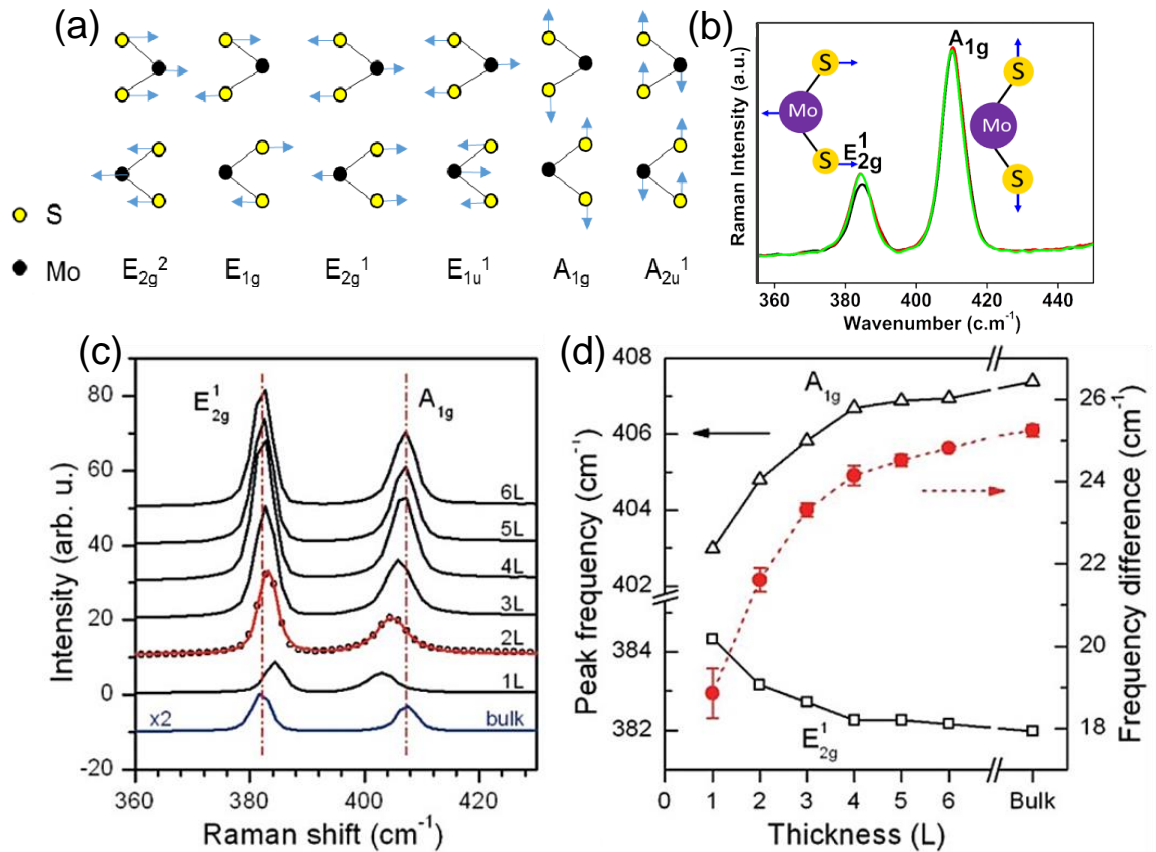 (a)
S
Mo
E2g2
E1g
E2g1
E1u1
A1g
A2u1
(b)
Raman Intensity (a.u.)
A1g
S
Mo
S
E12g
S
Mo
S
360 380 400 420 440
Wavenumber (c.m-1)
(c)
Intensity (arb. u.)
80
60
40
20
0
-20
E12g
A1g
6L
5L
4L
3L
2L
1L
x2
bulk
360 380 400 420
Raman shift (cm-1)
(d)
Peak frequency (cm-1)
408
406
404
402
384
382
A1g
E12g
26
24
22
20
18
Frequency difference (cm-1)
0 1 2 3 4 5 6 Bulk
Thickness (L)